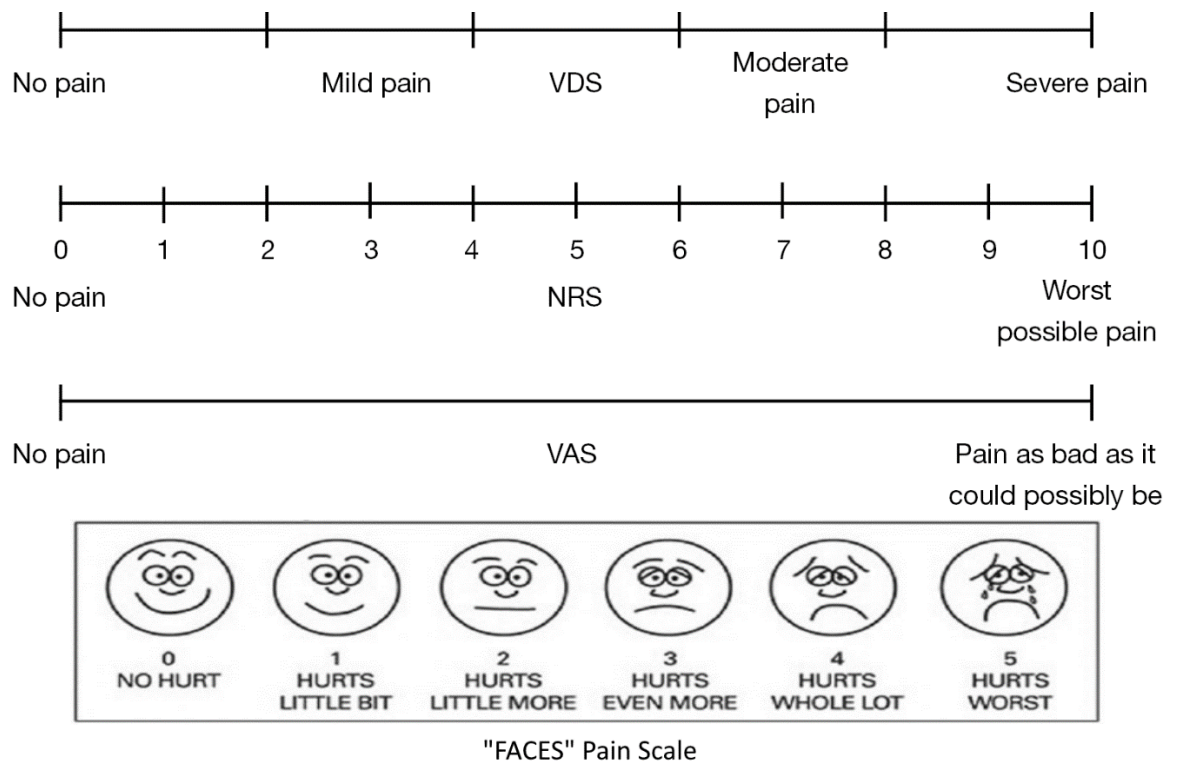 No pain Mild pain VDS Moderate pain Severe pain
0 1 2 3 4 5 6 7 8 9 10
No pain NRS Worst possible pain
No pain VAS Pain as bad as it could possibly be
0 1 2 3 4 5
NO HURT HURTS LITTLE BIT HURTS LITTLE MORE HURTS EVEN MORE HURTS WHOLE LOT HURTS WORST
"FACES" Pain Scale